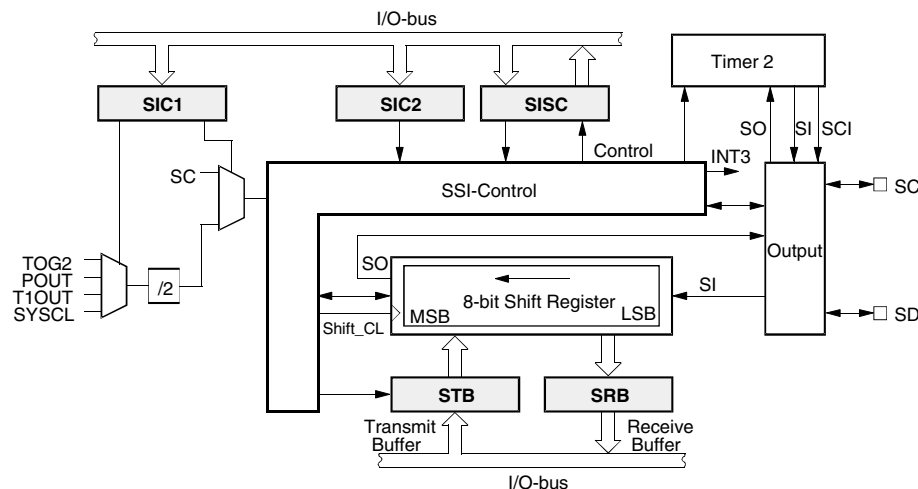 I/O-bus
Timer 2
SIC1
SIC2
SISC
SO
SI
SCI
Control
INT3
SC
SSI-Control
SC
Output
TOG2
POUT
T1OUT
SYSCL
/2
SO
8-bit Shift Register
MSB
LSB
SI
Shift_CL
SD
STB
SRB
Transmit
Buffer
Receive
Buffer
I/O-bus